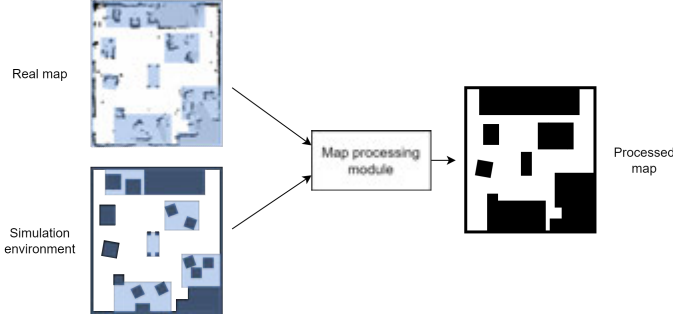 Real map
Simulation
environment
Map processing
module
Processed
map